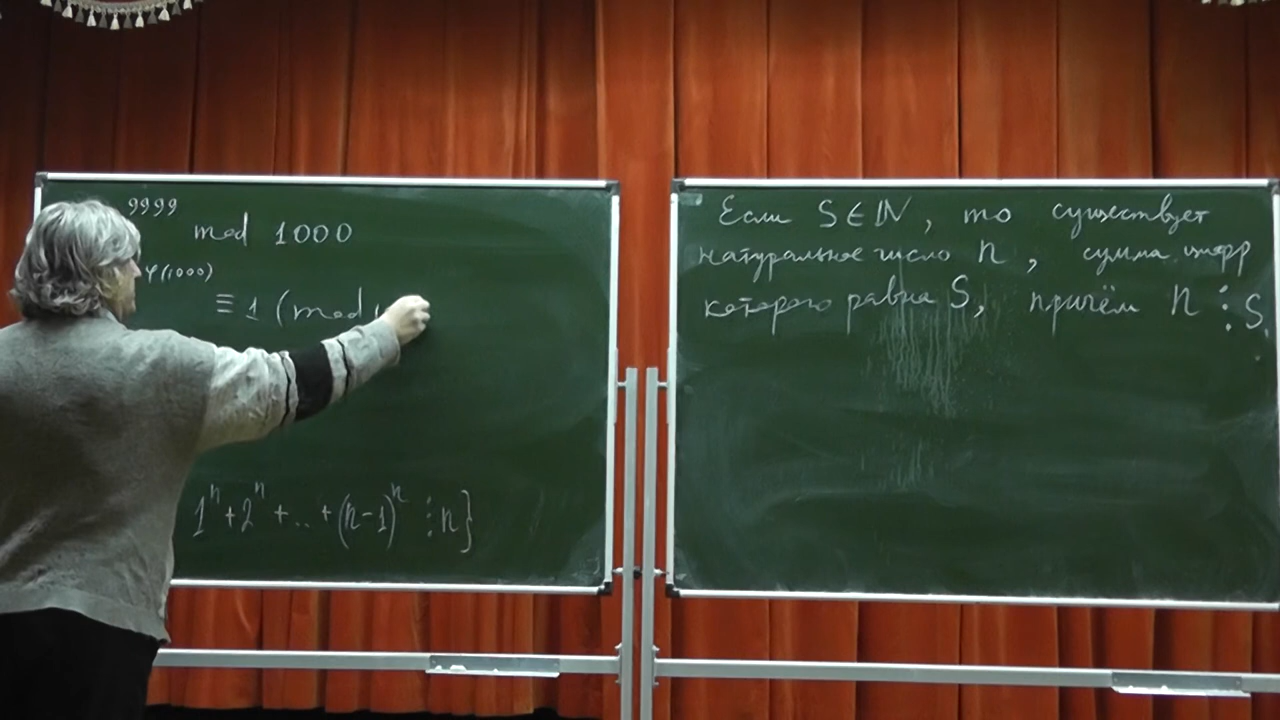 9999
mod 1000
φ(1000)
≡ 1 (mod
1ⁿ+2ⁿ+..+(n-1)ⁿ ⋮ n}
Если S∈ℕ, то существует
натуральное число n, сумма цифр
которого равна S, причём n ⋮ S.